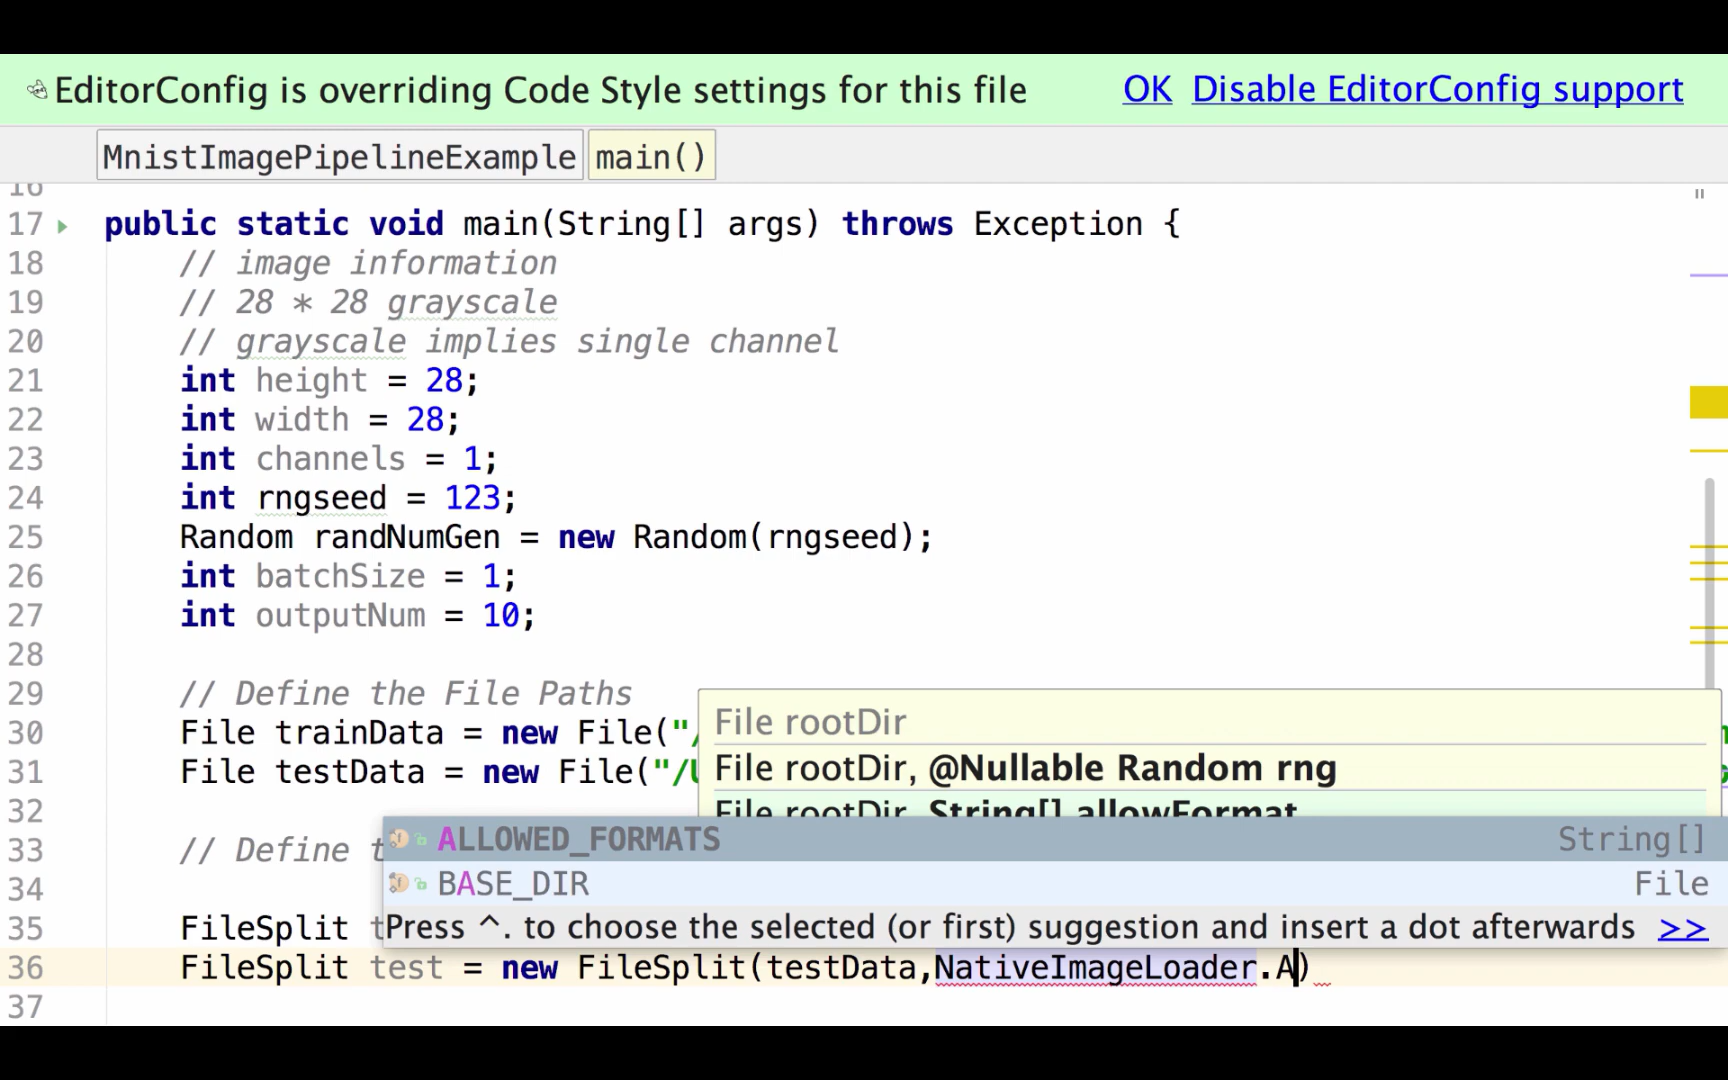 EditorConfig is overriding Code Style settings for this file OK Disable EditorConfig support
MnistImagePipelineExample main()
16
17 public static void main(String[] args) throws Exception {
18 // image information
19 // 28 * 28 grayscale
20 // grayscale implies single channel
21 int height = 28;
22 int width = 28;
23 int channels = 1;
24 int rngseed = 123;
25 Random randNumGen = new Random(rngseed);
26 int batchSize = 1;
27 int outputNum = 10;
28
29 // Define the File Paths
File rootDir
30 File trainData = new File("/
File rootDir, @Nullable Random rng
31 File testData = new File("/U
File rootDir, String[] allowFormat
32
ALLOWED_FORMATS String[]
33 // Define t
BASE_DIR File
34
Press ^. to choose the selected (or first) suggestion and insert a dot afterwards >>
35 FileSplit t
36 FileSplit test = new FileSplit(testData,NativeImageLoader.A)
37